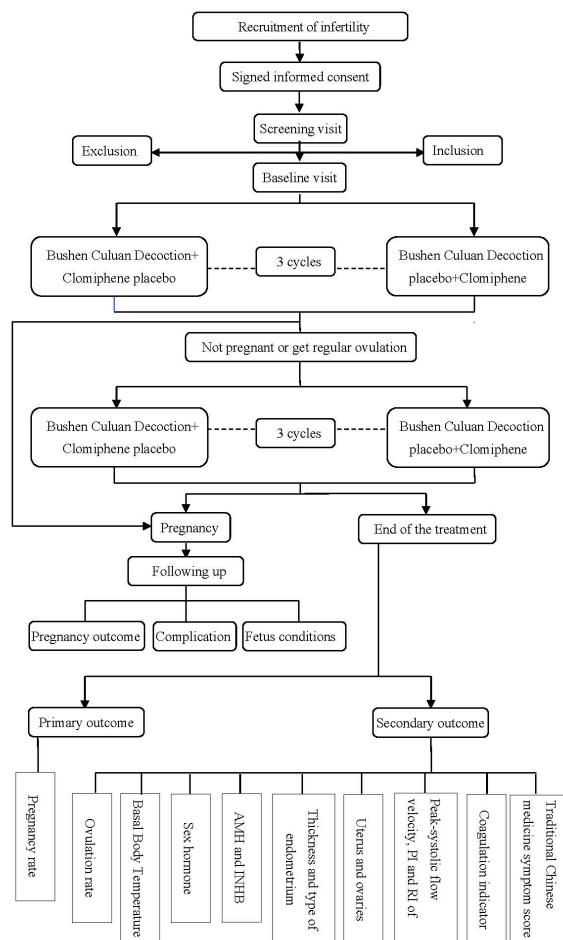 Recruitment of infertility
Signed informed consent
Screening visit
Exclusion
Inclusion
Baseline visit
Bushen Culuan Decoction+
Clomiphene placebo
3 cycles
Bushen Culuan Decoction
placebo+Clomiphene
Not pregnant or get regular ovulation
Bushen Culuan Decoction+
Clomiphene placebo
3 cycles
Bushen Culuan Decoction
placebo+Clomiphene
Pregnancy
End of the treatment
Following up
Pregnancy outcome
Complication
Fetus conditions
Primary outcome
Secondary outcome
Pregnancy rate
Ovulation rate
Basal Body Temperature
Sex hormone
AMH and INHB
Thickness and type of
endometrium
Uterus and ovaries
Peak-systolic flow
velocity, PI and RI of
Coagulation indicator
Traditional Chinese
medicine symptom score